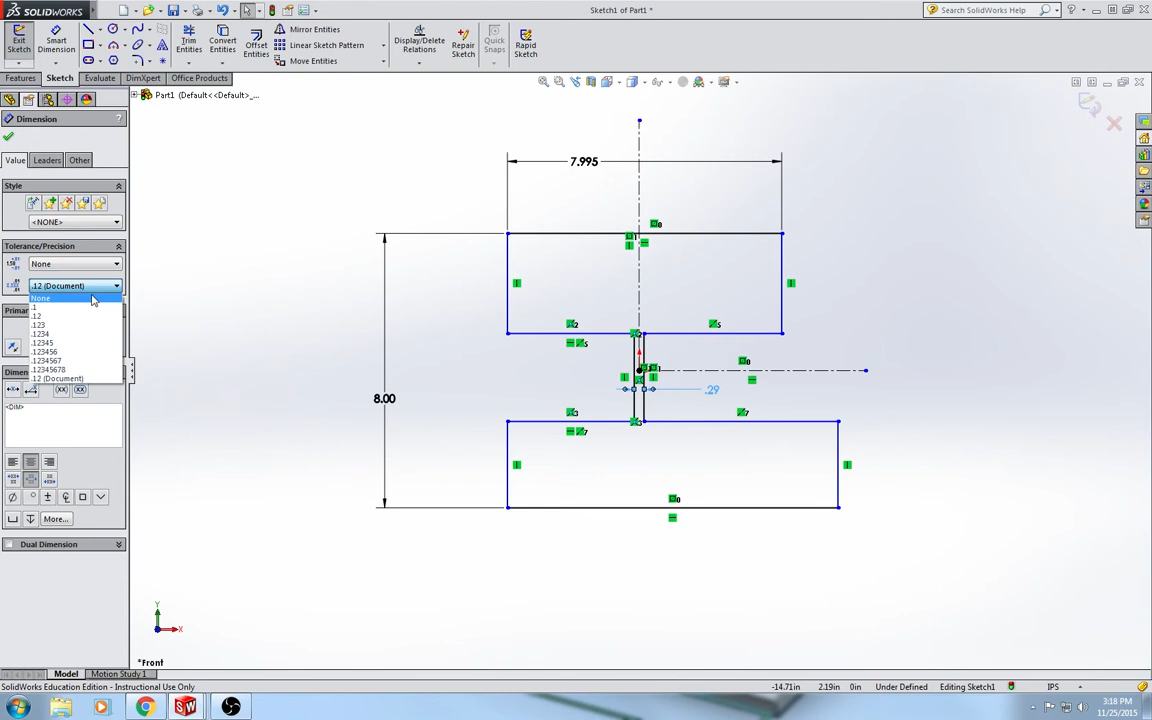 SOLIDWORKS
Sketch1 of Part1 *
Search SolidWorks Help
Exit Sketch
Smart Dimension
Trim Entities
Convert Entities
Offset Entities
Mirror Entities
Linear Sketch Pattern
Move Entities
Display/Delete Relations
Repair Sketch
Quick Snaps
Rapid Sketch
Features
Sketch
Evaluate
DimXpert
Office Products
Part1 (Default<<Default>_...
Dimension
?
Value
Leaders
Other
Style
<NONE>
Tolerance/Precision
None
.12 (Document)
None
.1
.12
.123
.1234
.12345
.123456
.1234567
.12345678
.12 (Document)
<DIM>
More...
Dual Dimension
7.995
8.00
.29
Y
X
*Front
Model
Motion Study 1
SolidWorks Education Edition - Instructional Use Only
-14.71in
2.19in
0in
Under Defined
Editing Sketch1
IPS
3:18 PM
11/25/2015